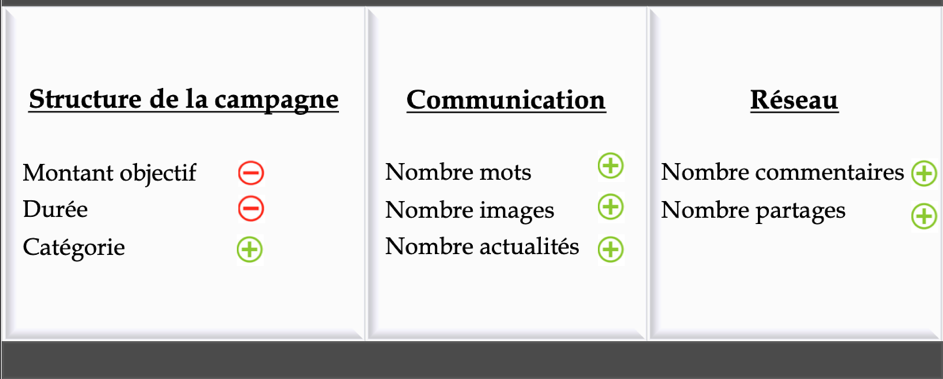 Structure de la campagne
Montant objectif
Durée
Catégorie
Communication
Nombre mots
Nombre images
Nombre actualités
Réseau
Nombre commentaires
Nombre partages